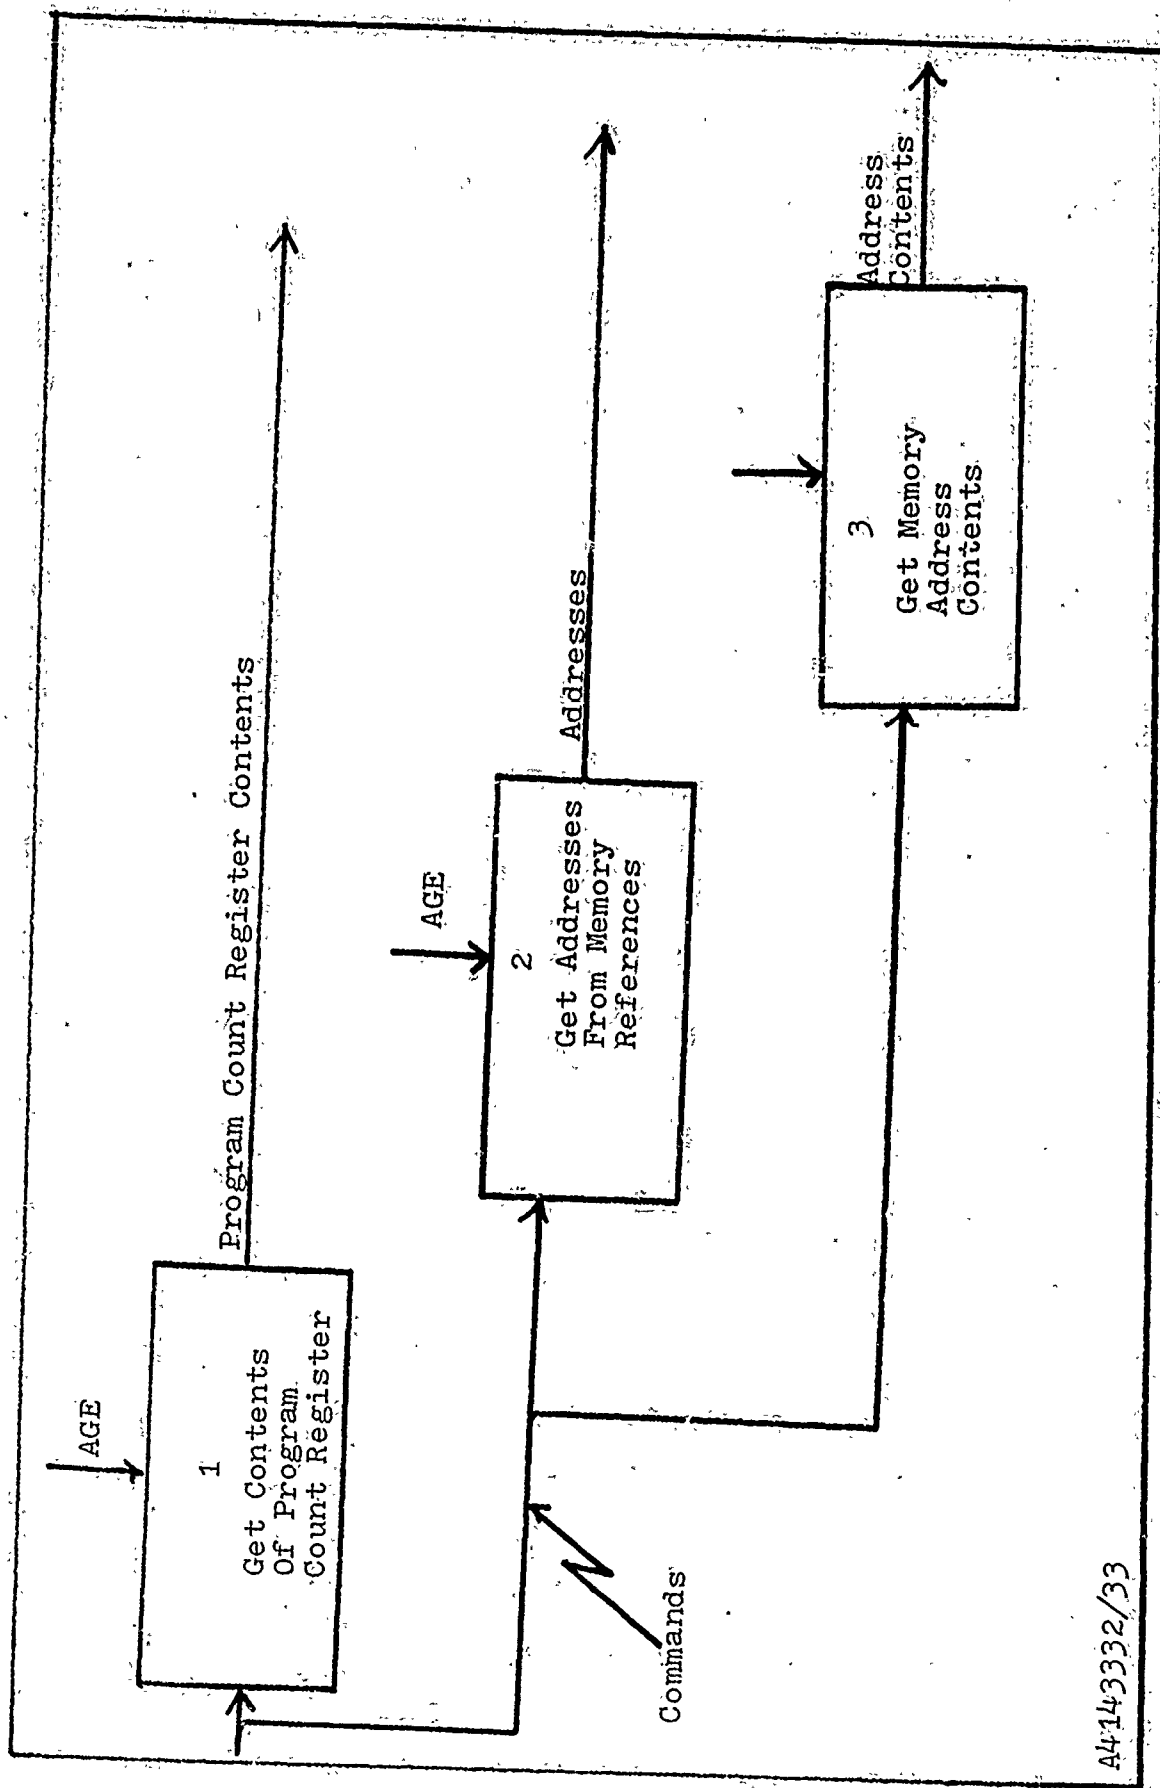 AGE
1
Get Contents
Of Program
Count Register
Program Count Register Contents
AGE
2
Get Addresses
From Memory
References
Addresses
3
Get Memory
Address
Contents
Address
Contents
Commands
A4143332/33